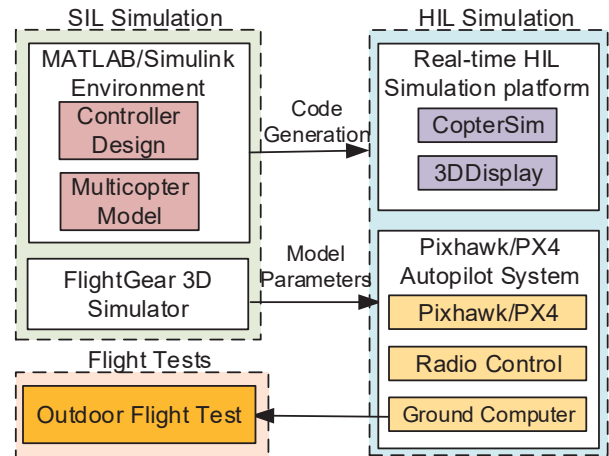 SIL Simulation
MATLAB/Simulink
Environment
Controller
Design
Multicopter
Model
FlightGear 3D
Simulator
Code
Generation
Model
Parameters
HIL Simulation
Real-time HIL
Simulation platform
CopterSim
3DDisplay
Pixhawk/PX4
Autopilot System
Pixhawk/PX4
Radio Control
Ground Computer
Flight Tests
Outdoor Flight Test